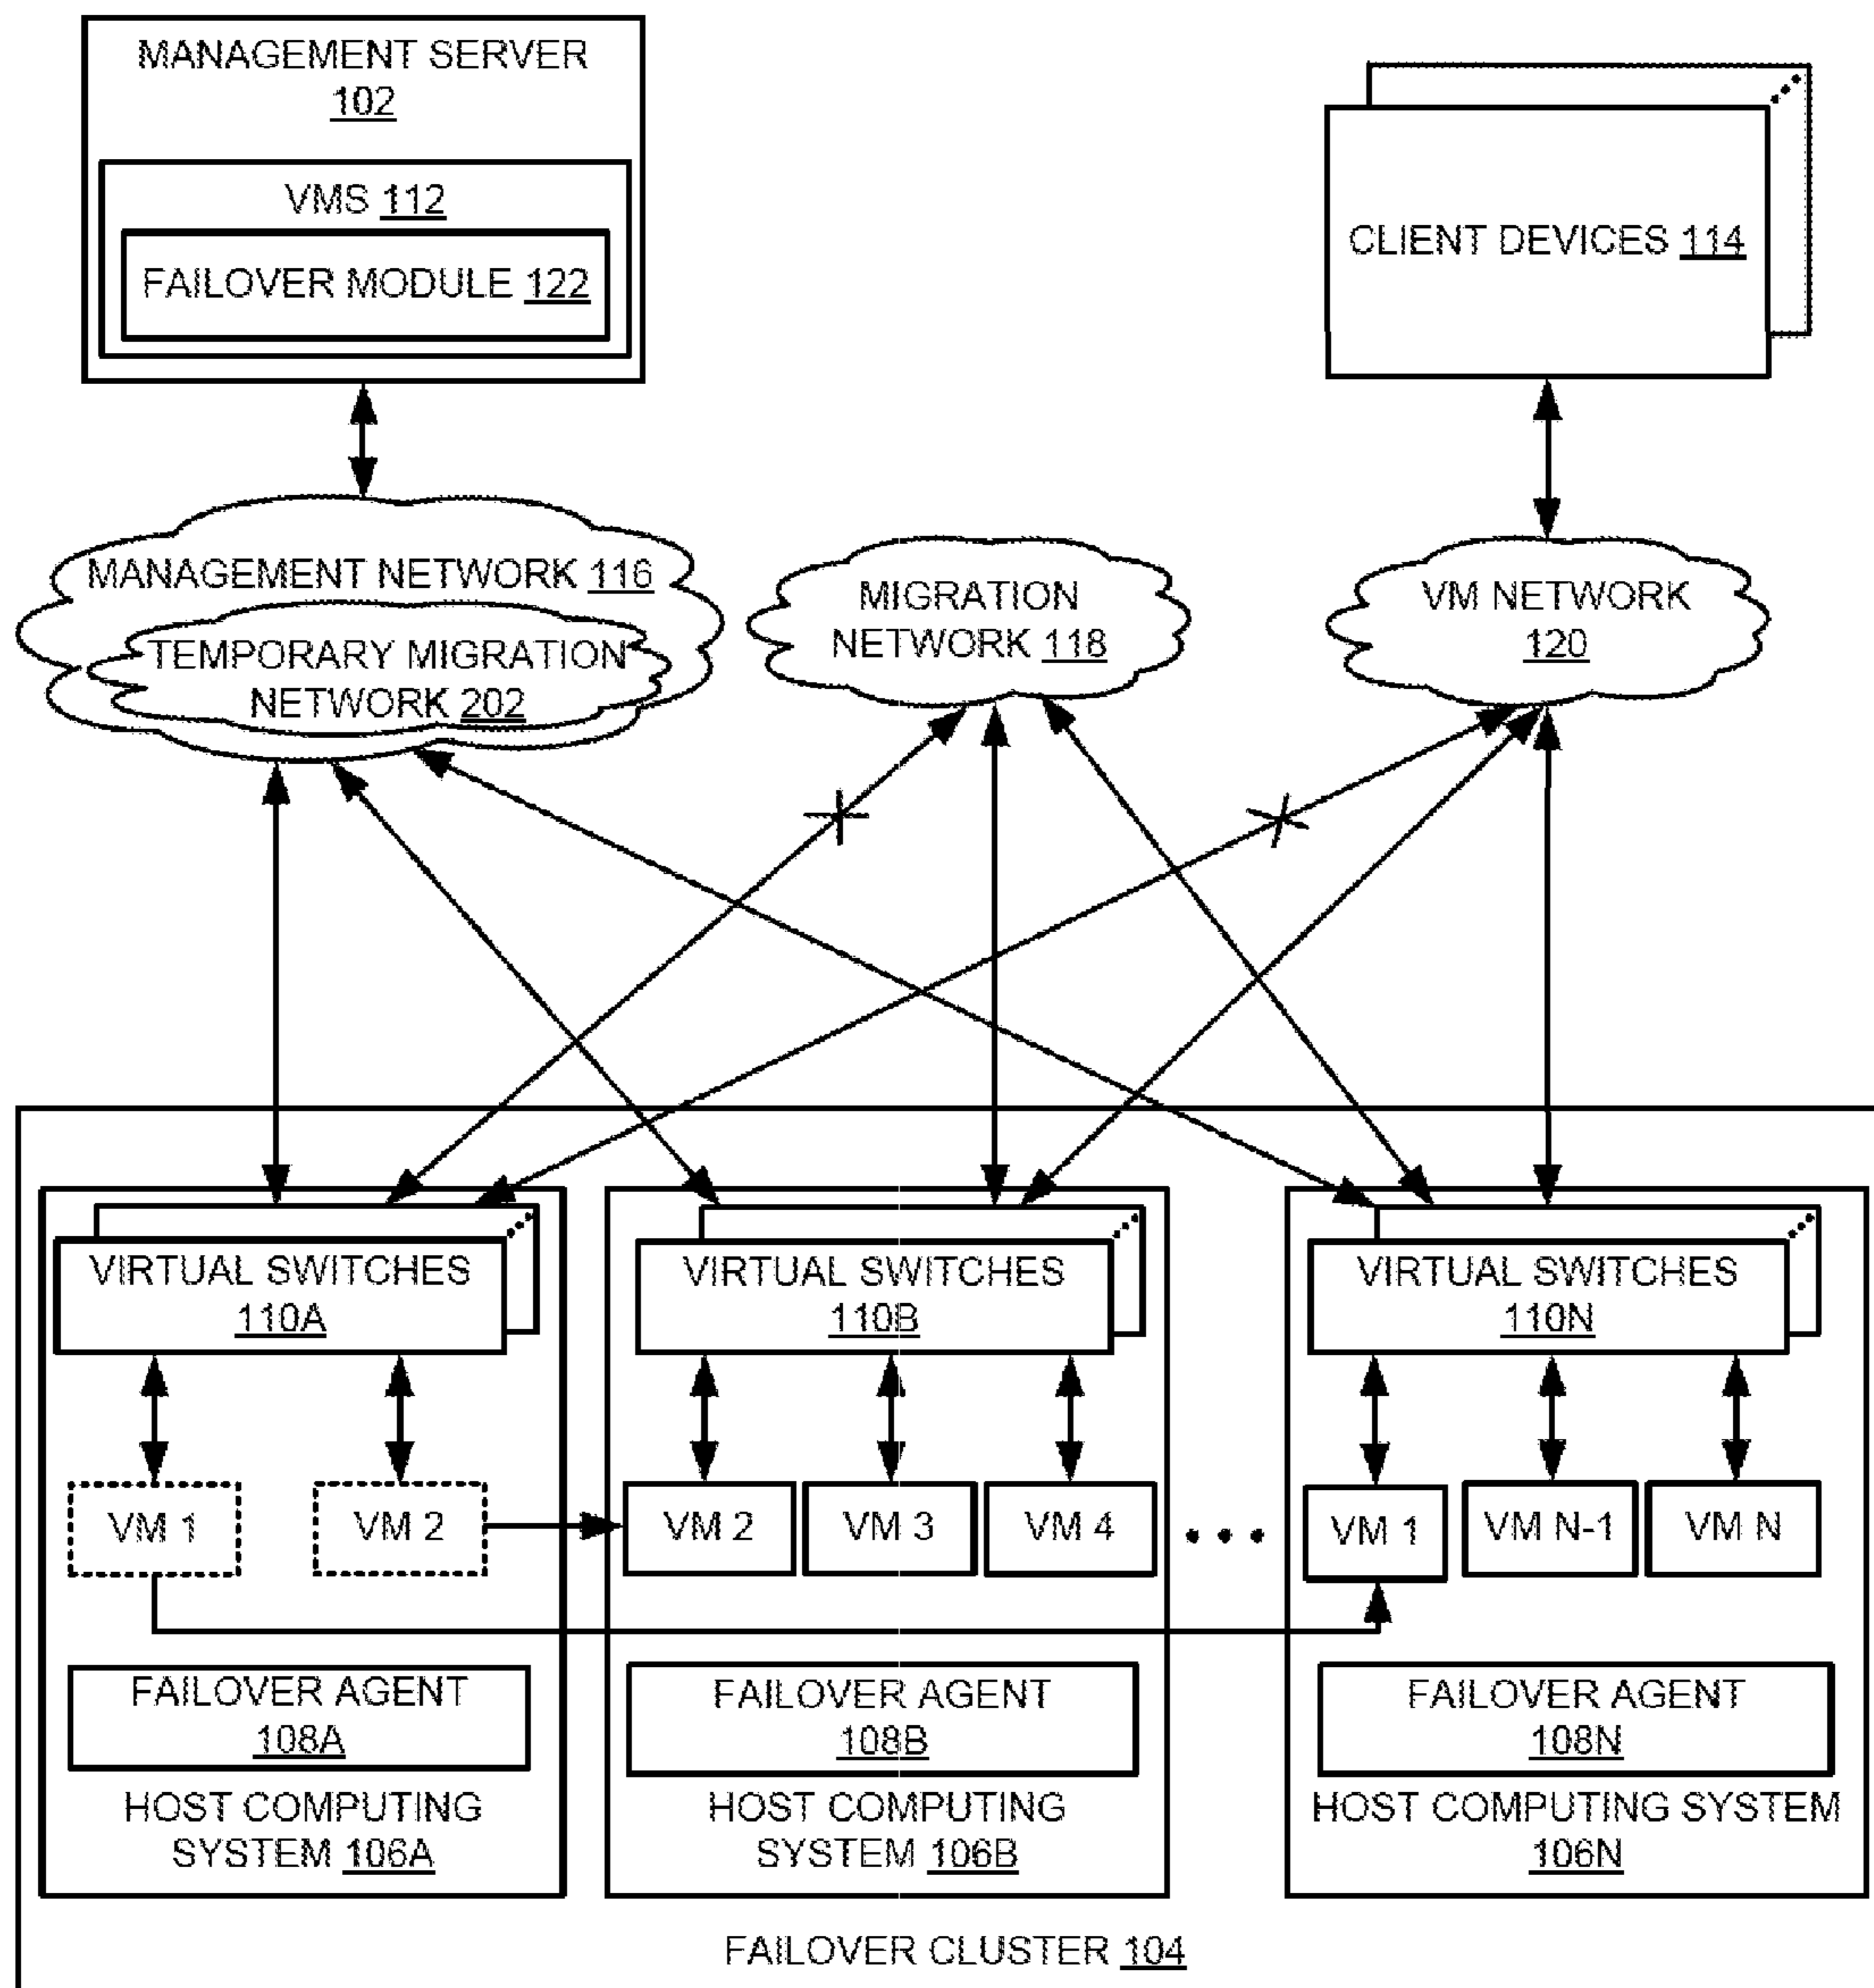 MANAGEMENT SERVER
102
VMS 112
FAILOVER MODULE 122
CLIENT DEVICES 114
MANAGEMENT NETWORK 116
TEMPORARY MIGRATION
NETWORK 202
MIGRATION
NETWORK 118
VM NETWORK
120
VIRTUAL SWITCHES
110A
VIRTUAL SWITCHES
110B
VIRTUAL SWITCHES
110N
VM 1
VM 2
VM 2
VM 3
VM 4
VM 1
VM N-1
VM N
FAILOVER AGENT
108A
FAILOVER AGENT
108B
FAILOVER AGENT
108N
HOST COMPUTING
SYSTEM 106A
HOST COMPUTING
SYSTEM 106B
HOST COMPUTING SYSTEM
106N
FAILOVER CLUSTER 104